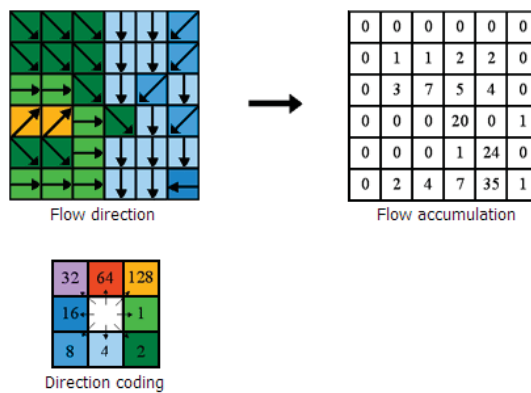 0 0 0 0 0 0
0 1 1 2 2 0
0 3 7 5 4 0
0 0 0 20 0 1
0 0 0 1 24 0
0 2 4 7 35 1
Flow direction
Flow accumulation
32 64 128
16 1
8 4 2
Direction coding